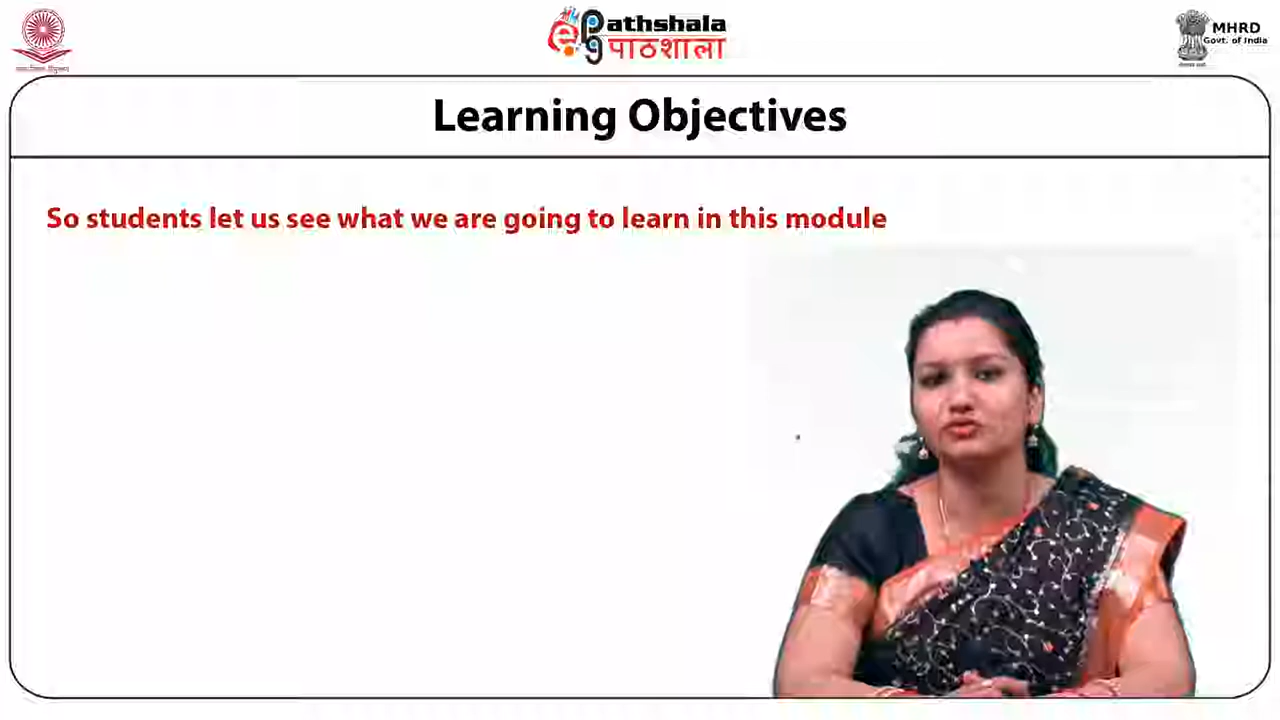 ePathshala
पाठशाला
MHRD
Govt. of India
Learning Objectives
So students let us see what we are going to learn in this module